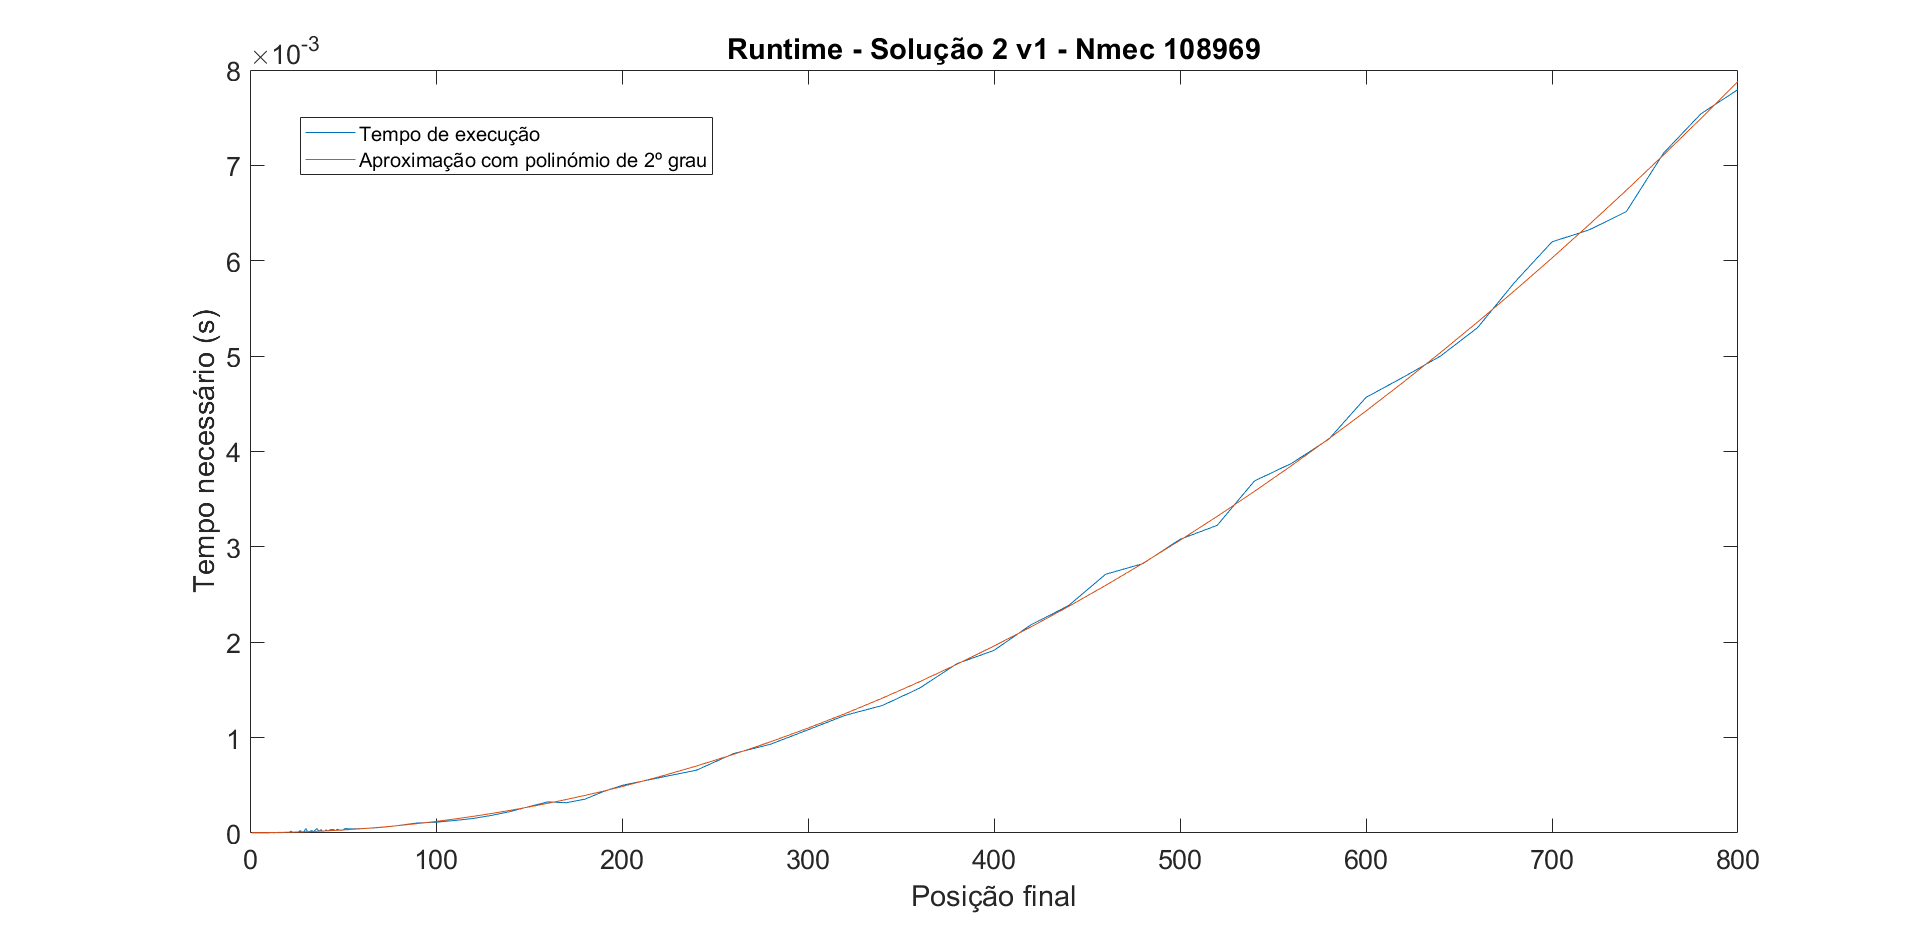 Runtime - Solução 2 v1 - Nmec 108969
×10-3
Tempo de execução
Aproximação com polinómio de 2º grau
8
7
6
5
4
3
2
1
0
Tempo necessário (s)
0 100 200 300 400 500 600 700 800
Posição final